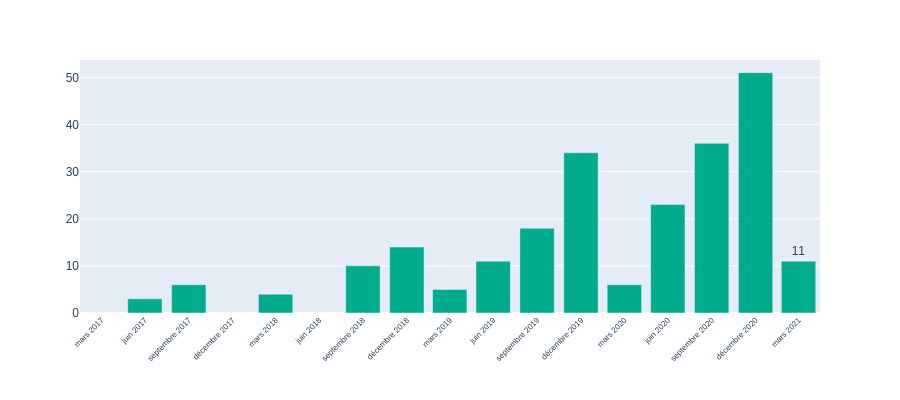 50
40
30
20
10
0
11
mars 2017
juin 2017
septembre 2017
décembre 2017
mars 2018
juin 2018
septembre 2018
décembre 2018
mars 2019
juin 2019
septembre 2019
décembre 2019
mars 2020
juin 2020
septembre 2020
décembre 2020
mars 2021